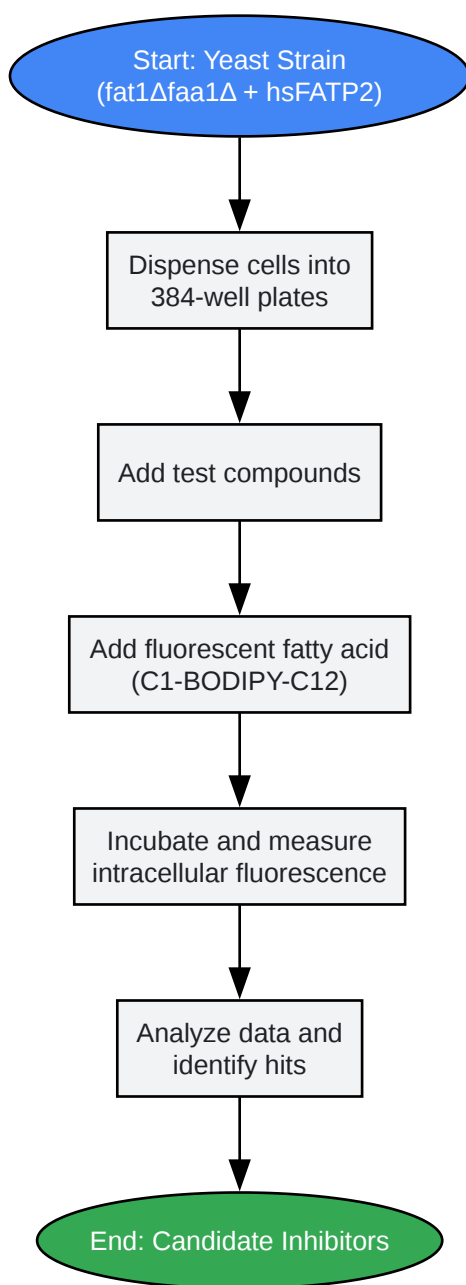 Start: Yeast Strain
(fat1Δfaa1Δ + hsFATP2)
Dispense cells into
384-well plates
Add test compounds
Add fluorescent fatty acid
(C1-BODIPY-C12)
Incubate and measure
intracellular fluorescence
Analyze data and
identify hits
End: Candidate Inhibitors